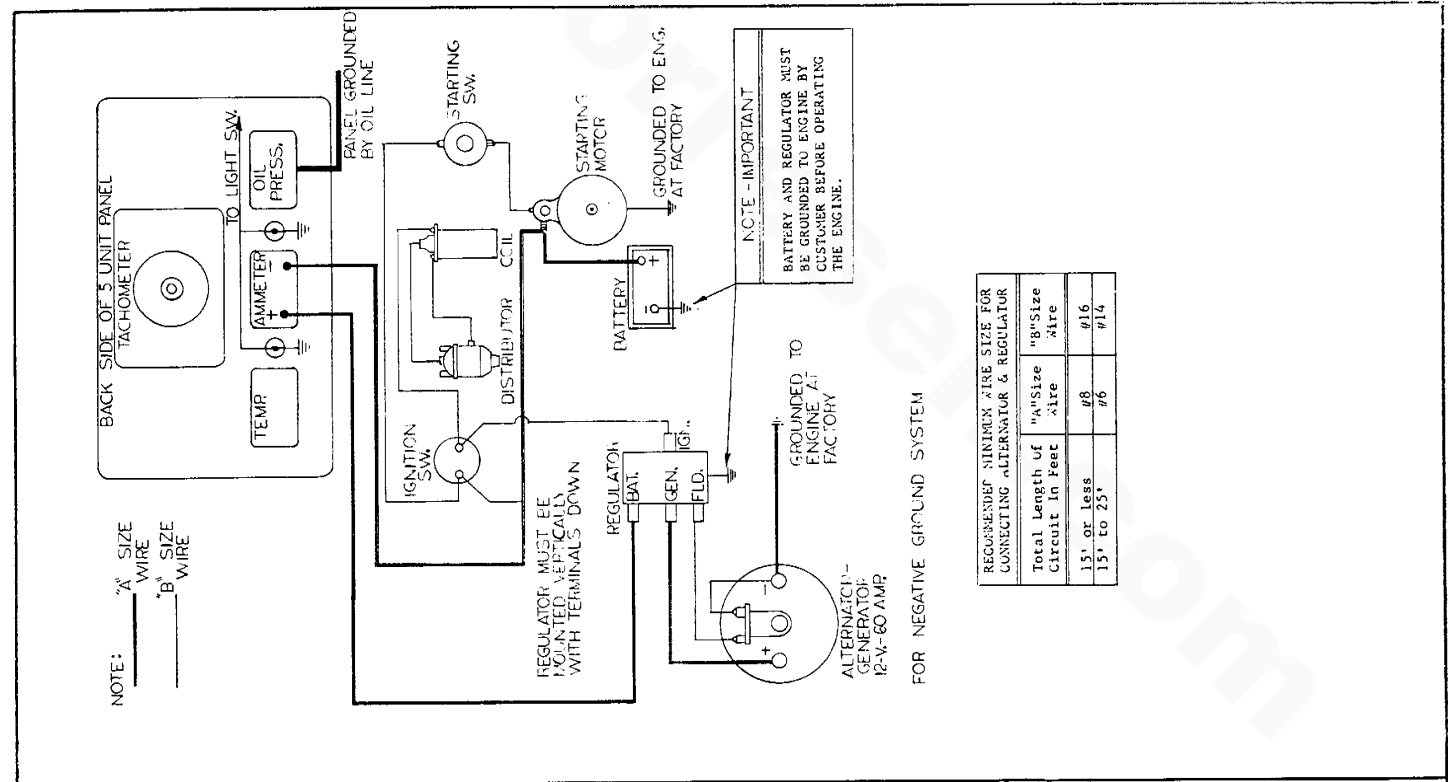 NOTE:
"A" SIZE
WIRE
"B" SIZE
WIRE
BACK SIDE OF 5 UNIT PANEL
TACHOMETER
TEMP.
+ AMMETER -
OIL
PRESS.
TO LIGHT SW.
PANEL GROUNDED
BY OIL LINE
IGNITION
SW.
DISTRIBUTOR
COIL
STARTING
SW.
STARTING
MOTOR
GROUNDED TO ENG.
AT FACTORY
BATTERY
-
+
REGULATOR MUST BE
MOUNTED VERTICALLY
WITH TERMINALS DOWN
REGULATOR
BAT.
GEN.
FLD.
IGN.
NOTE - IMPORTANT
BATTERY AND REGULATOR MUST
BE GROUNDED TO ENGINE BY
CUSTOMER BEFORE OPERATING
THE ENGINE.
GROUNDED TO
ENGINE AT
FACTORY
+
-
ALTERNATOR-
GENERATOR
12-V.-60 AMP.
FOR NEGATIVE GROUND SYSTEM
RECOMMENDED MINIMUM WIRE SIZE FOR
CONNECTING ALTERNATOR & REGULATOR
Total Length of "A"Size "B"Size
Circuit In Feet Wire Wire
15' or less #8 #16
15' to 25' #6 #14